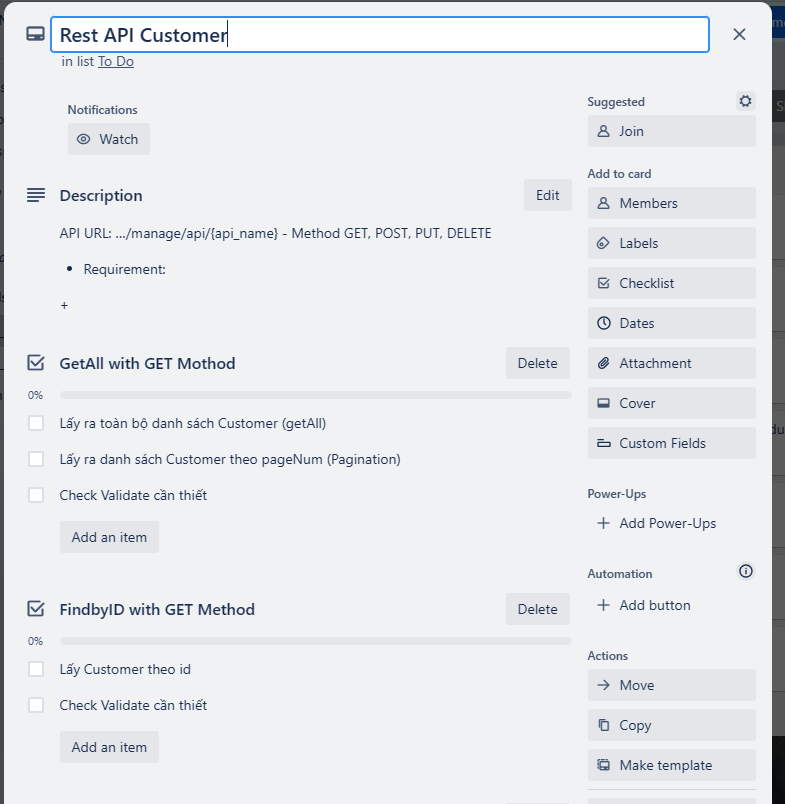 Rest API Customer
in list To Do
Notifications
Watch
Description
Edit
API URL: .../manage/api/{api_name} - Method GET, POST, PUT, DELETE
• Requirement:
+
GetAll with GET Mothod
Delete
0%
Lấy ra toàn bộ danh sách Customer (getAll)
Lấy ra danh sách Customer theo pageNum (Pagination)
Check Validate cần thiết
Add an item
FindbyID with GET Method
Delete
0%
Lấy Customer theo id
Check Validate cần thiết
Add an item
Suggested
Join
Add to card
Members
Labels
Checklist
Dates
Attachment
Cover
Custom Fields
Power-Ups
+ Add Power-Ups
Automation
+ Add button
Actions
Move
Copy
Make template